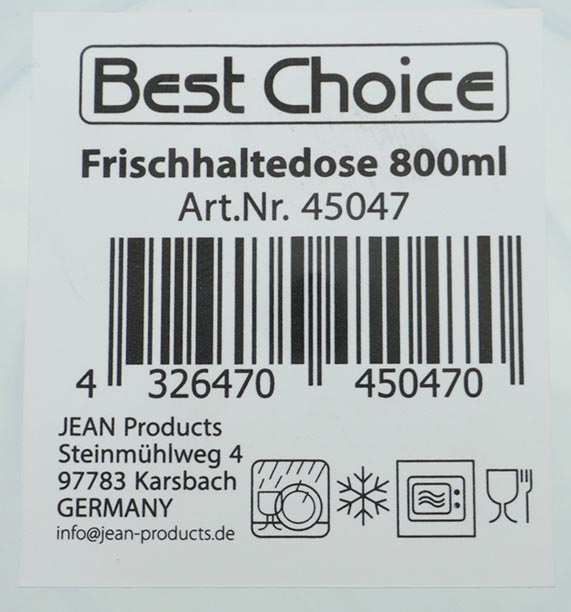 Best Choice
Frischhaltedose 800ml
Art.Nr. 45047
4 326470 450470
JEAN Products
Steinmühlweg 4
97783 Karsbach
GERMANY
info@jean-products.de